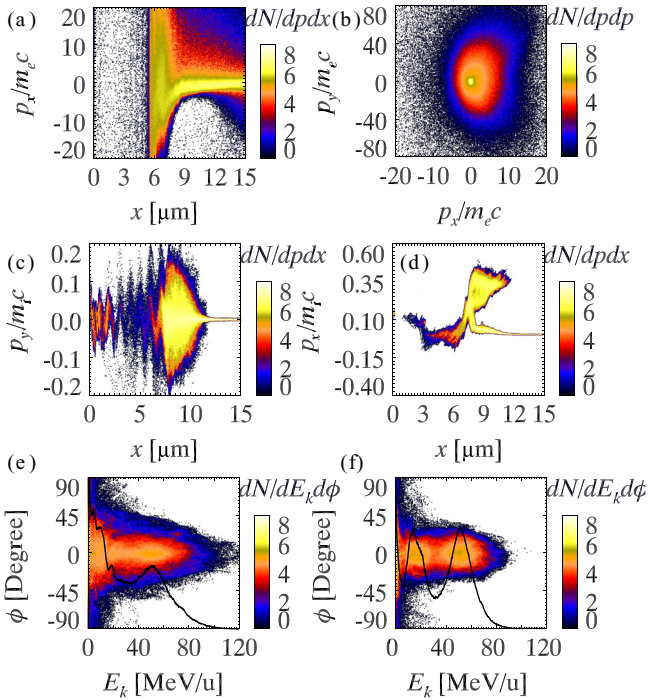 (a) dN/dpdx (b) dN/dpdp
20 10 0 -10 -20
p_x/m_ec
8 6 4 2 0
80 40 0 -40 -80
p_y/m_ec
8 6 4 2 0
0 3 6 9 12 15
-20 -10 0 10 20
x [μm]
p_x/m_ec
(c) dN/dpdx (d) dN/dpdx
0.2 0.1 0.0 -0.1 -0.2
p_y/m_ic
8 6 4 2 0
0.60 0.35 0.10 -0.15 -0.40
p_x/m_ic
8 6 4 2 0
0 5 10 15
0 3 6 9 12 15
x [μm]
x [μm]
(e) dN/dE_kdϕ (f) dN/dE_kdϕ
90 45 0 -45 -90
ϕ [Degree]
8 6 4 2 0
90 45 0 -45 -90
ϕ [Degree]
8 6 4 2 0
0 40 80 120
0 40 80 120
E_k [MeV/u]
E_k [MeV/u]